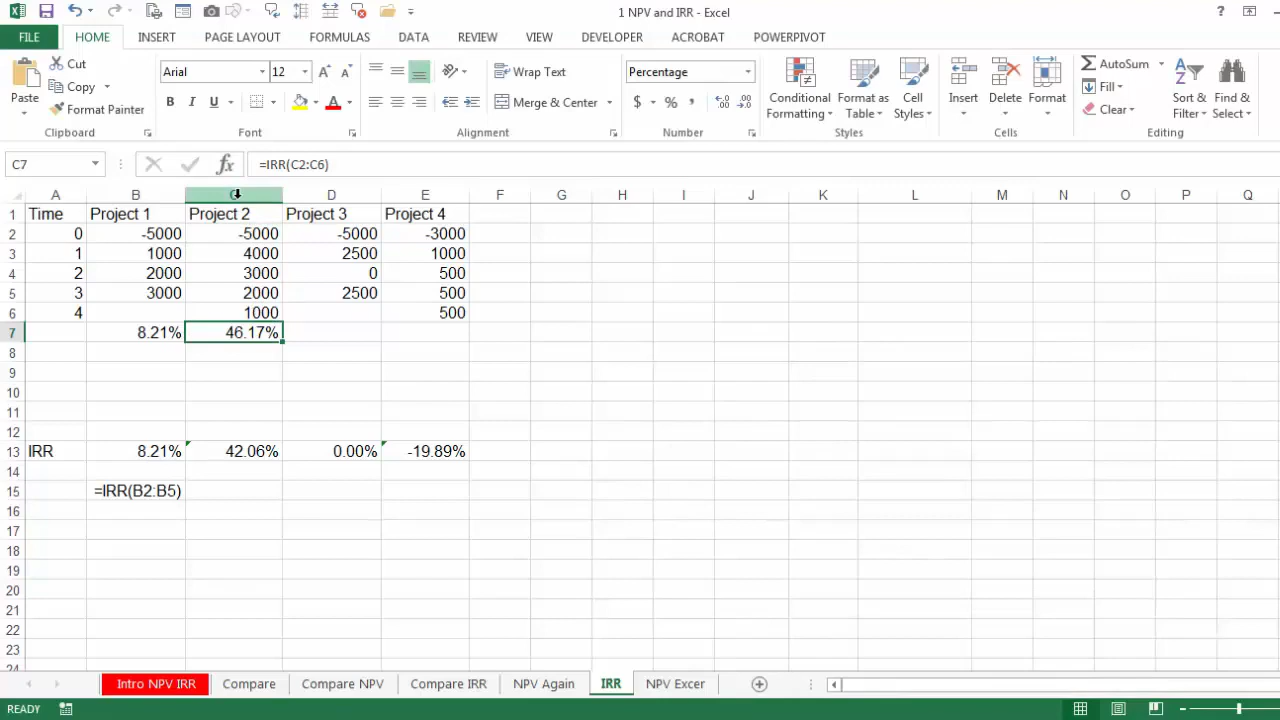 1 NPV and IRR - Excel
FILE HOME INSERT PAGE LAYOUT FORMULAS DATA REVIEW VIEW DEVELOPER ACROBAT POWERPIVOT
Paste
Cut
Copy
Format Painter
Arial 12
B I U
Wrap Text
Merge & Center
Percentage
$ % ,
Conditional Formatting
Format as Table
Cell Styles
Insert Delete Format
AutoSum
Fill
Clear
Sort & Filter
Find & Select
Clipboard Font Alignment Number Styles Cells Editing
C7 fx =IRR(C2:C6)
A B C D E F G H I J K L M N O P Q
1 Time Project 1 Project 2 Project 3 Project 4
2 0 -5000 -5000 -5000 -3000
3 1 1000 4000 2500 1000
4 2 2000 3000 0 500
5 3 3000 2000 2500 500
6 4 1000 500
7 8.21% 46.17%
8
9
10
11
12
13 IRR 8.21% 42.06% 0.00% -19.89%
14
15 =IRR(B2:B5)
16
17
18
19
20
21
22
23
24
Intro NPV IRR Compare Compare NPV Compare IRR NPV Again IRR NPV Excer
READY